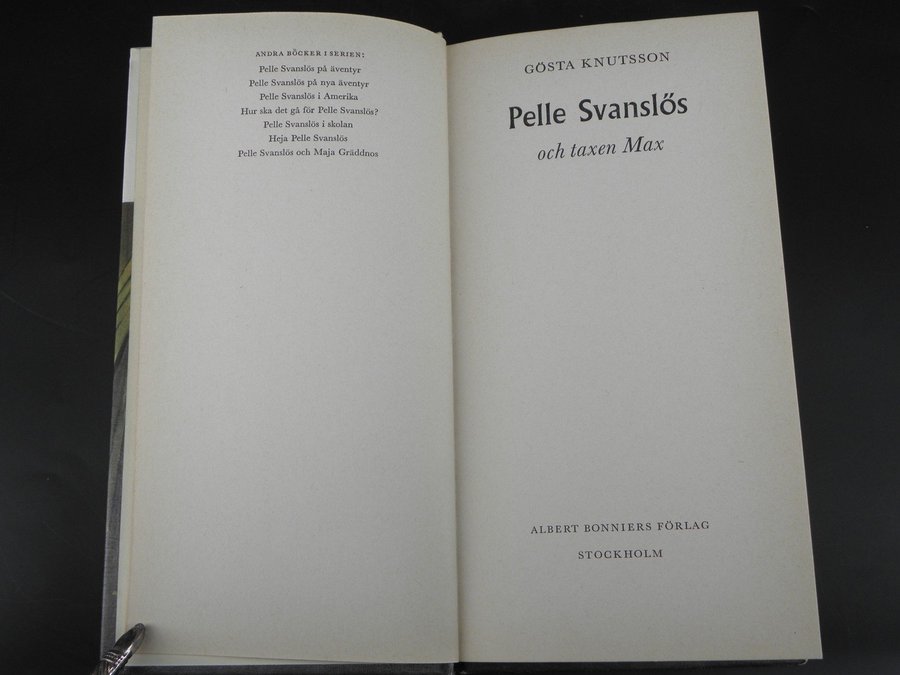 ANDRA BÖCKER I SERIEN:
Pelle Svanslös på äventyr
Pelle Svanslös på nya äventyr
Pelle Svanslös i Amerika
Hur ska det gå för Pelle Svanslös?
Pelle Svanslös i skolan
Heja Pelle Svanslös
Pelle Svanslös och Maja Gräddnos
GÖSTA KNUTSSON
Pelle Svanslös
och taxen Max
ALBERT BONNIERS FÖRLAG
STOCKHOLM